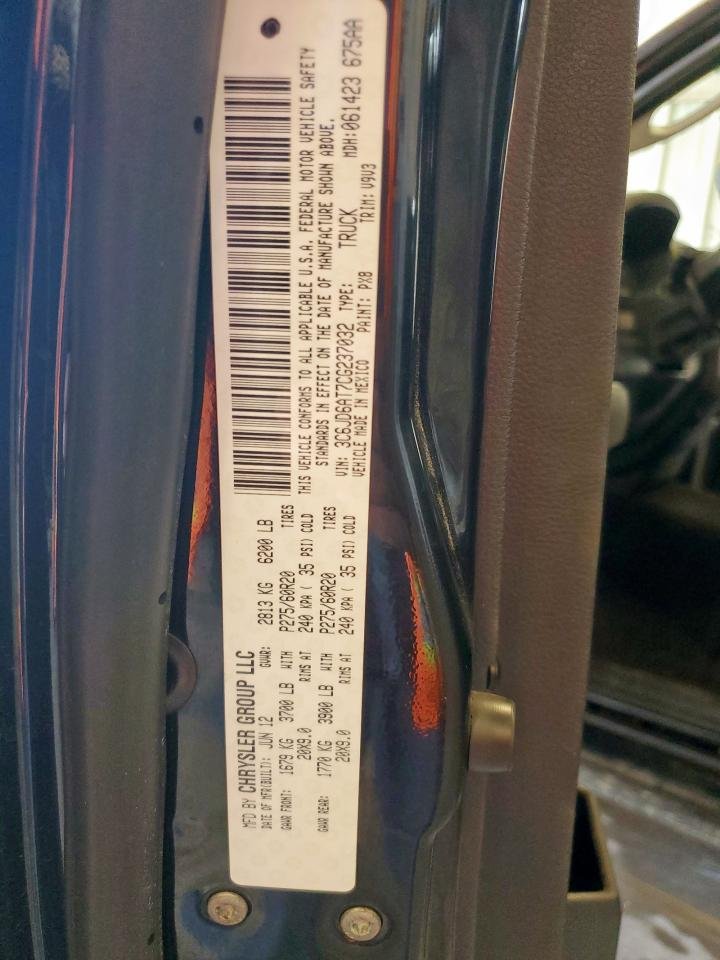 MFD BY CHRYSLER GROUP LLC
DATE OF MFR(BUILT): JUN 12 GVWR: 2813 KG 6200 LB
GAWR FRONT: 1679 KG 3700 LB WITH P275/60R20 TIRES
20X9.0 RIMS AT 240 KPA ( 35 PSI) COLD
GAWR REAR: 1770 KG 3900 LB WITH P275/60R20 TIRES
20X9.0 RIMS AT 240 KPA ( 35 PSI) COLD
THIS VEHICLE CONFORMS TO ALL APPLICABLE U.S.A. FEDERAL MOTOR VEHICLE SAFETY
STANDARDS IN EFFECT ON THE DATE OF MANUFACTURE SHOWN ABOVE.
VIN: 3C6JD6AT7CG237032 TYPE: TRUCK MDH:061423 675AA
VEHICLE MADE IN MEXICO PAINT: PX8 TRIM: V9V3